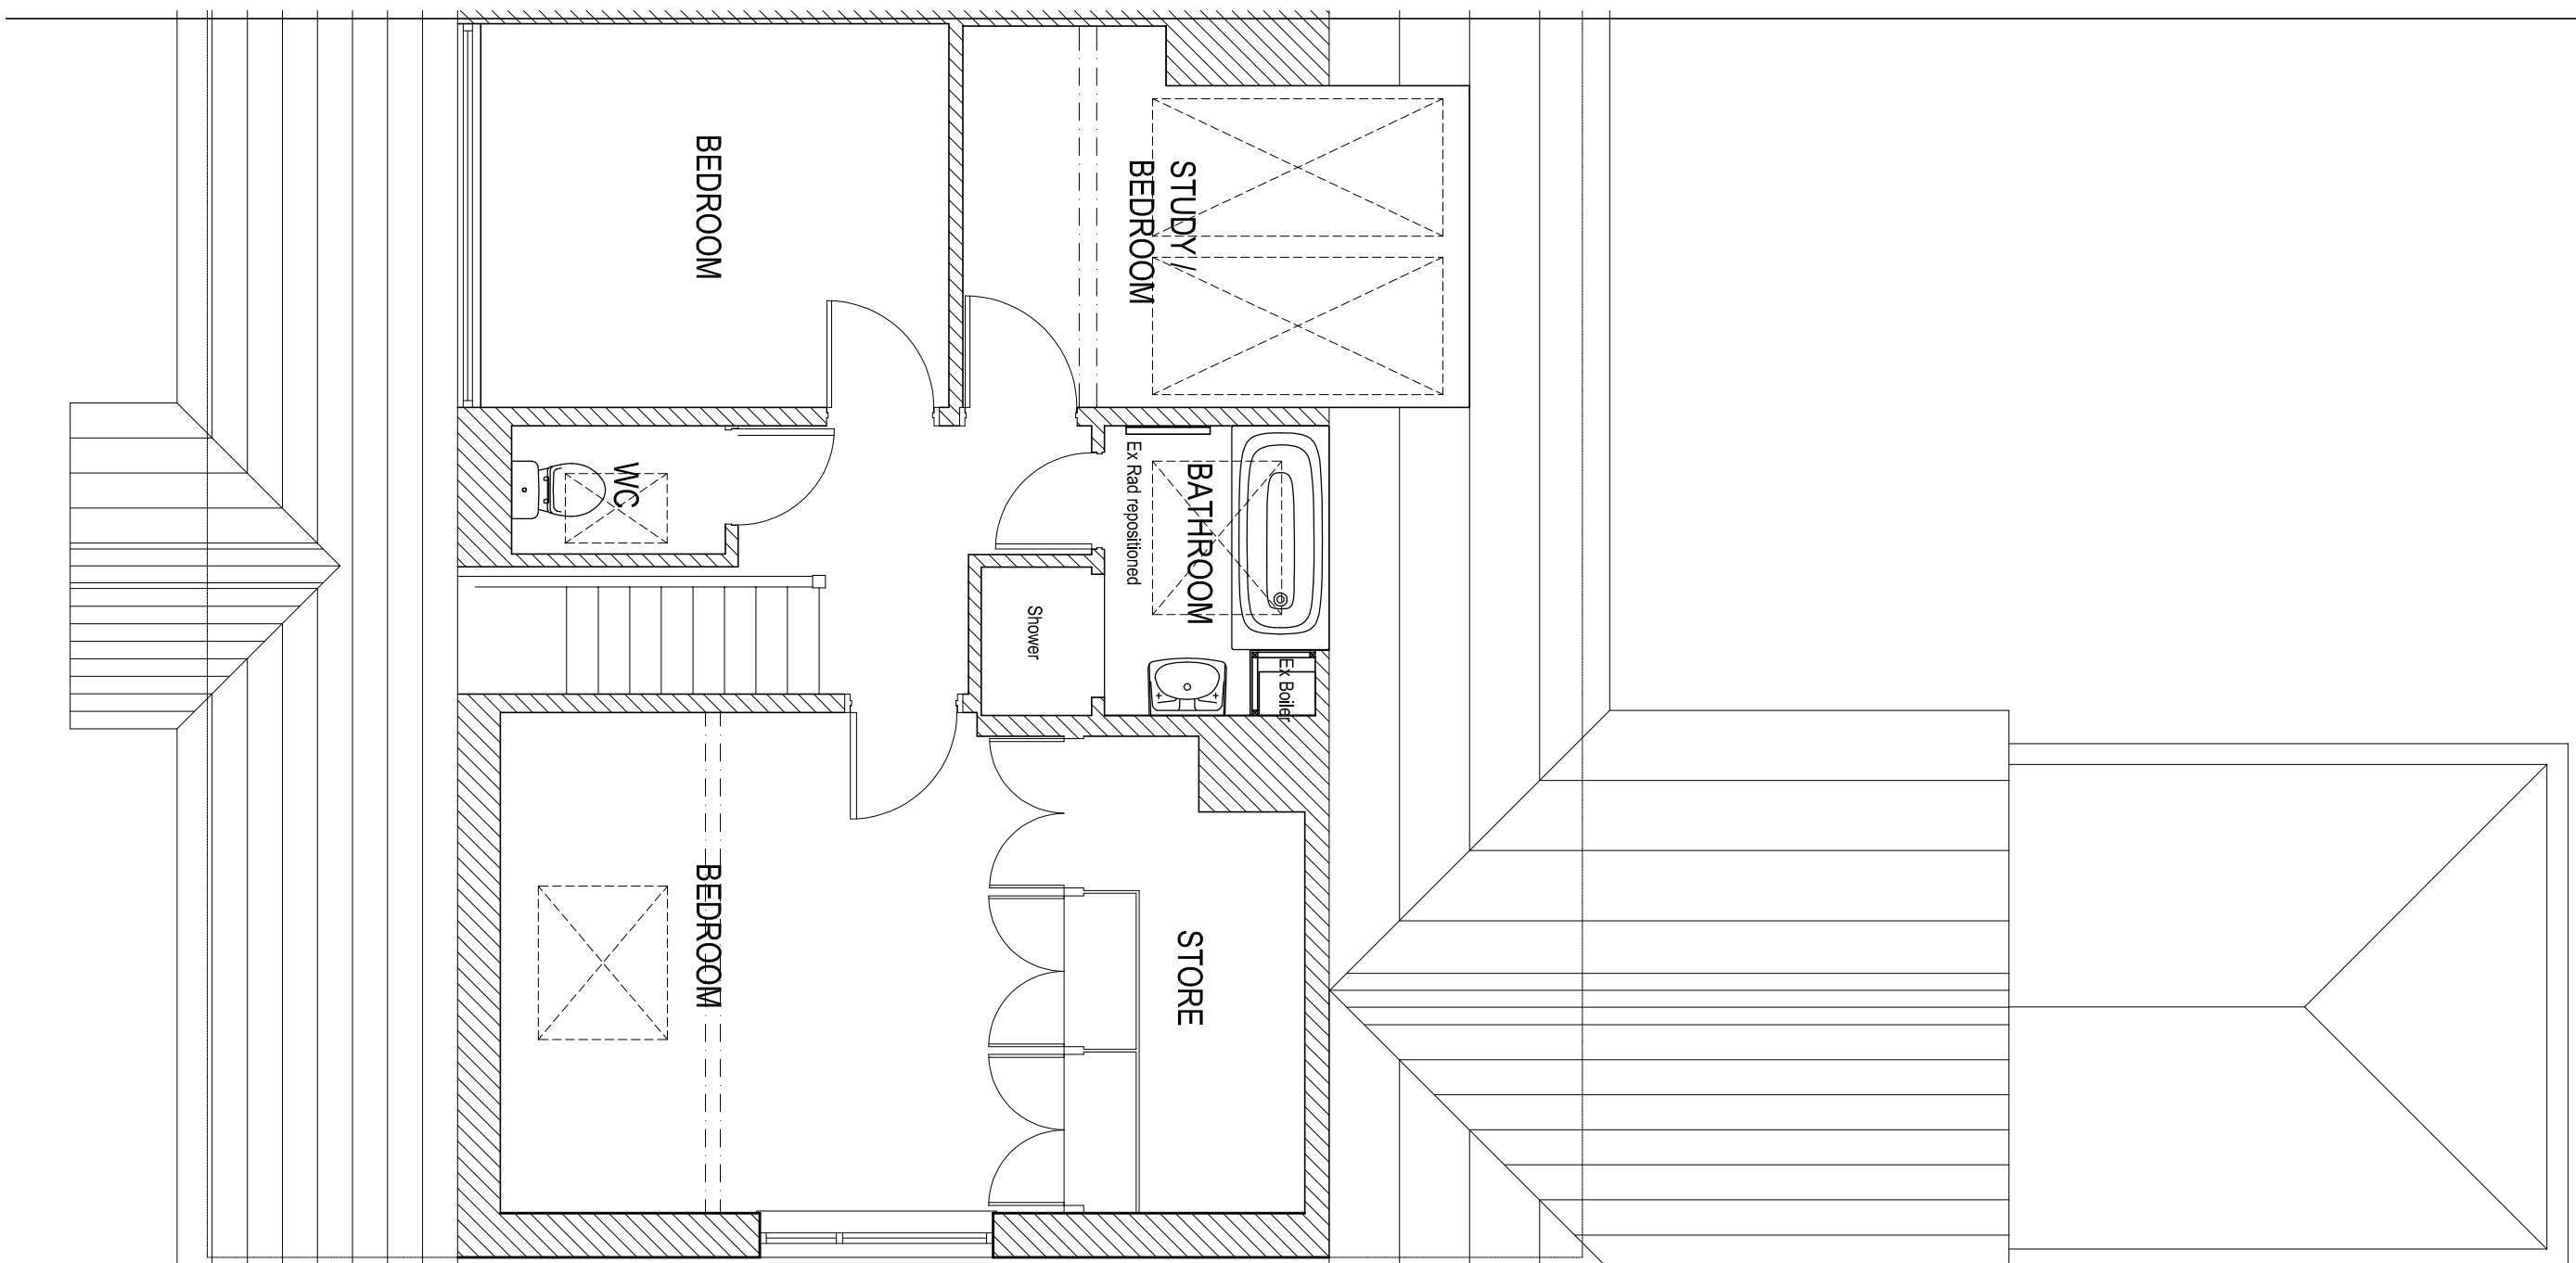 BEDROOM
STUDY /
BEDROOM
WC
BATHROOM
Ex Rad repositioned
Shower
Ex Boiler
BEDROOM
STORE